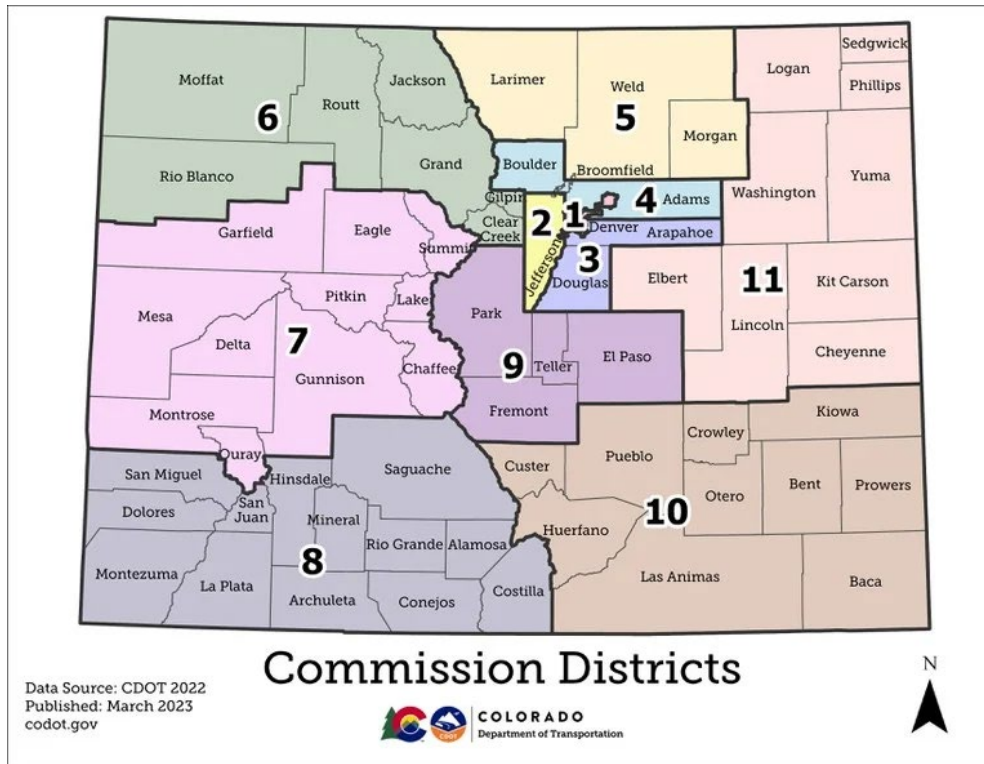 Sedgwick
Logan
Phillips
Moffat
Jackson
Larimer
Weld
Routt
6
5
Morgan
Grand
Boulder
Broomfield
Rio Blanco
Washington
Yuma
Gilpin
4
Adams
2
1
Clear
Creek
Denver
Arapahoe
Garfield
Eagle
Summit
Jefferson
3
Douglas
Elbert
11
Kit Carson
Pitkin
Lake
Park
Mesa
Lincoln
Delta
7
Cheyenne
El Paso
9
Teller
Gunnison
Chaffee
Montrose
Fremont
Kiowa
Crowley
Ouray
Pueblo
San Miguel
Hinsdale
Saguache
Custer
Bent
Prowers
Otero
Dolores
San
Juan
Mineral
10
Huerfano
Rio Grande
Alamosa
8
Montezuma
La Plata
Las Animas
Baca
Archuleta
Conejos
Costilla
Commission Districts
N
Data Source: CDOT 2022
Published: March 2023
codot.gov
C
CDOT
COLORADO
Department of Transportation